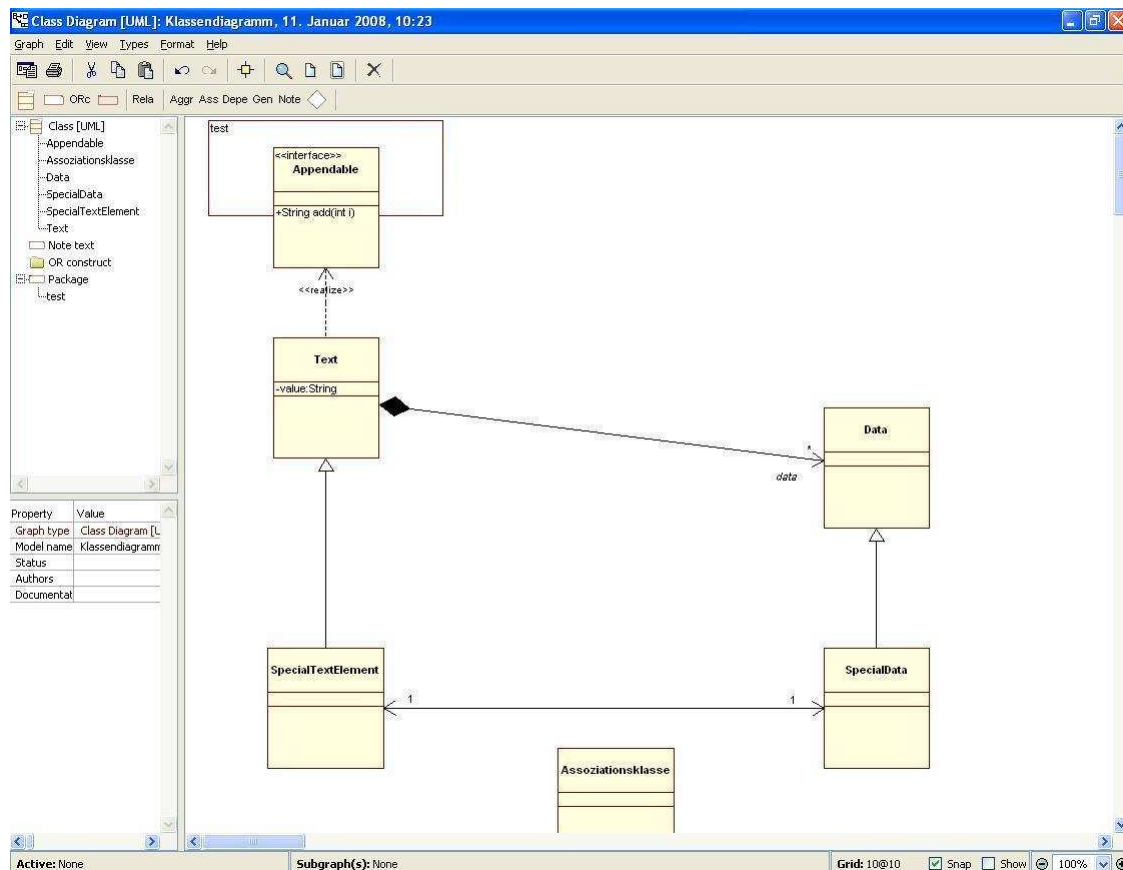 Class Diagram [UML]: Klassendiagramm, 11. Januar 2008, 10:23
Graph Edit View Types Format Help
ORc Rela Aggr Ass Depe Gen Note
Class [UML]
Appendable
Assoziationsklasse
Data
SpecialData
SpecialTextElement
Text
Note text
OR construct
Package
test
Property Value
Graph type Class Diagram [U
Model name Klassendiagramm
Status
Authors
Documentat
test
<<interface>>
Appendable
+String add(int i)
<<realize>>
Text
-value:String
Data
*
data
SpecialTextElement
SpecialData
1
1
Assoziationsklasse
Active: None
Subgraph(s): None
Grid: 10@10
Snap
Show
100%